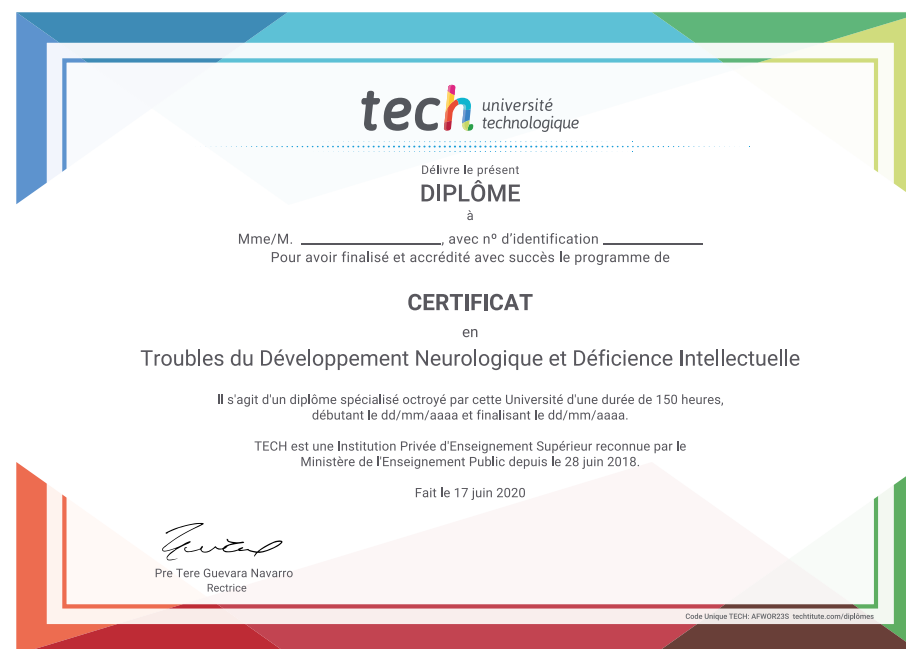 tech université
technologique
Délivre le présent
DIPLÔME
à
Mme/M. ____________________, avec nº d'identification ______________
Pour avoir finalisé et accrédité avec succès le programme de
CERTIFICAT
en
Troubles du Développement Neurologique et Déficience Intellectuelle
Il s'agit d'un diplôme spécialisé octroyé par cette Université d'une durée de 150 heures,
débutant le dd/mm/aaaa et finalisant le dd/mm/aaaa.
TECH est une Institution Privée d'Enseignement Supérieur reconnue par le
Ministère de l'Enseignement Public depuis le 28 juin 2018.
Fait le 17 juin 2020
Pre Tere Guevara Navarro
Rectrice
Code Unique TECH: AFWOR23S techtitute.com/diplômes